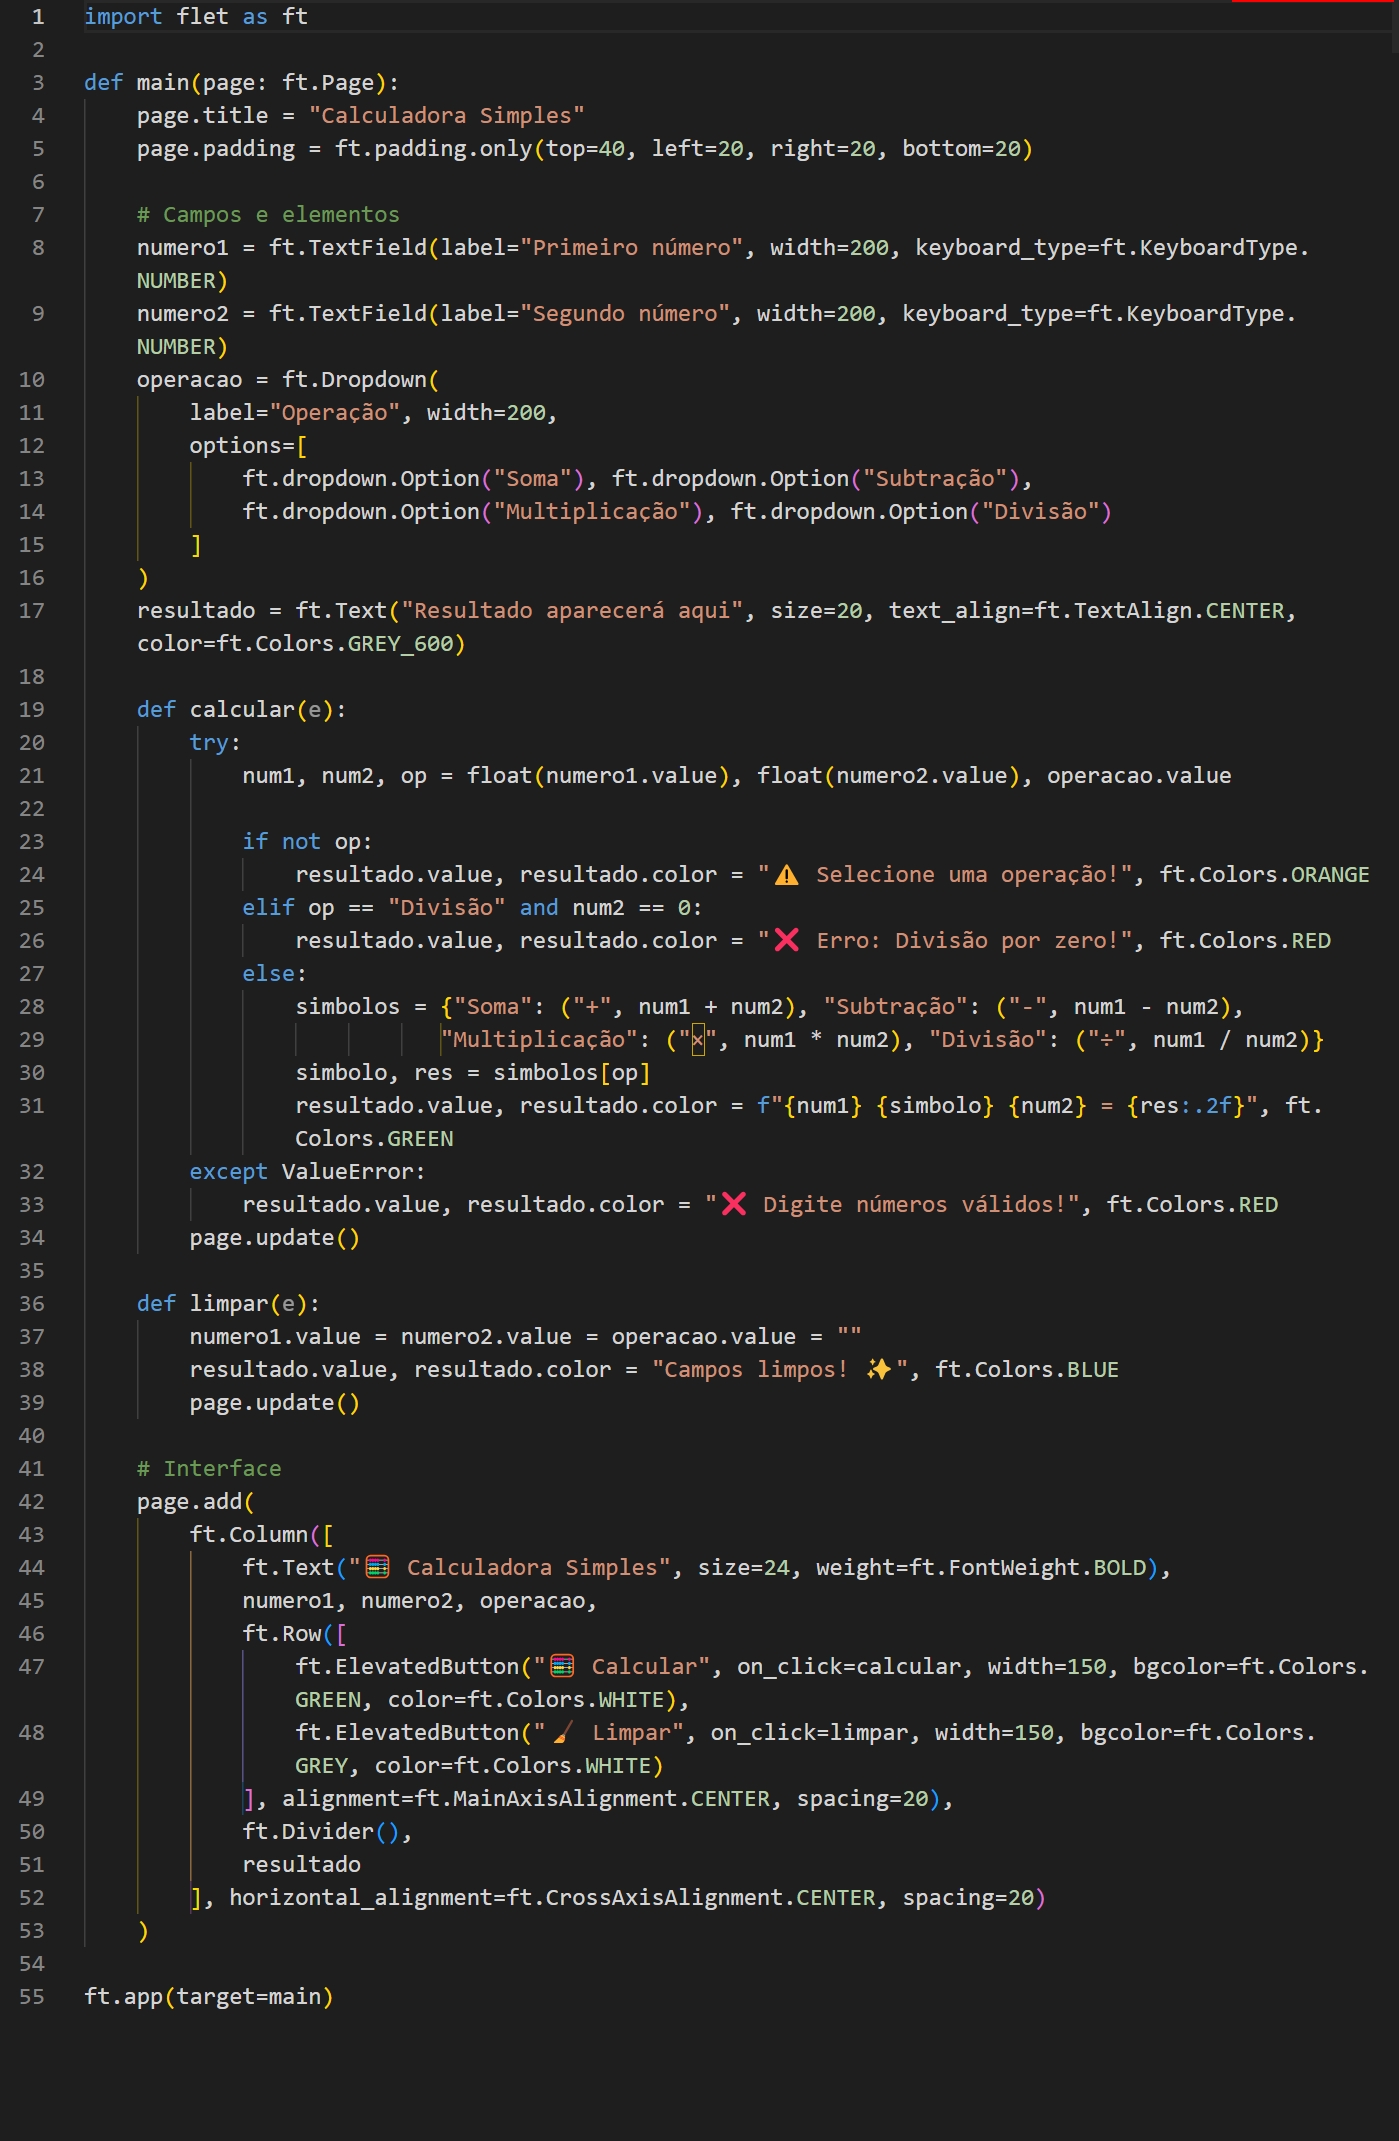 1 import flet as ft
2
3 def main(page: ft.Page):
4     page.title = "Calculadora Simples"
5     page.padding = ft.padding.only(top=40, left=20, right=20, bottom=20)
6
7     # Campos e elementos
8     numero1 = ft.TextField(label="Primeiro número", width=200, keyboard_type=ft.KeyboardType.
NUMBER)
9     numero2 = ft.TextField(label="Segundo número", width=200, keyboard_type=ft.KeyboardType.
NUMBER)
10     operacao = ft.Dropdown(
11         label="Operação", width=200,
12         options=[
13             ft.dropdown.Option("Soma"), ft.dropdown.Option("Subtração"),
14             ft.dropdown.Option("Multiplicação"), ft.dropdown.Option("Divisão")
15         ]
16     )
17     resultado = ft.Text("Resultado aparecerá aqui", size=20, text_align=ft.TextAlign.CENTER,
color=ft.Colors.GREY_600)
18
19     def calcular(e):
20         try:
21             num1, num2, op = float(numero1.value), float(numero2.value), operacao.value
22
23             if not op:
24                 resultado.value, resultado.color = "⚠️ Selecione uma operação!", ft.Colors.ORANGE
25             elif op == "Divisão" and num2 == 0:
26                 resultado.value, resultado.color = "❌ Erro: Divisão por zero!", ft.Colors.RED
27             else:
28                 simbolos = {"Soma": ("+", num1 + num2), "Subtração": ("-", num1 - num2),
29                            "Multiplicação": ("×", num1 * num2), "Divisão": ("÷", num1 / num2)}
30                 simbolo, res = simbolos[op]
31                 resultado.value, resultado.color = f"{num1} {simbolo} {num2} = {res:.2f}", ft.
Colors.GREEN
32         except ValueError:
33             resultado.value, resultado.color = "❌ Digite números válidos!", ft.Colors.RED
34         page.update()
35
36     def limpar(e):
37         numero1.value = numero2.value = operacao.value = ""
38         resultado.value, resultado.color = "Campos limpos! ✨", ft.Colors.BLUE
39         page.update()
40
41     # Interface
42     page.add(
43         ft.Column([
44             ft.Text("🧮 Calculadora Simples", size=24, weight=ft.FontWeight.BOLD),
45             numero1, numero2, operacao,
46             ft.Row([
47                 ft.ElevatedButton("🧮 Calcular", on_click=calcular, width=150, bgcolor=ft.Colors.
GREEN, color=ft.Colors.WHITE),
48                 ft.ElevatedButton("🧹 Limpar", on_click=limpar, width=150, bgcolor=ft.Colors.
GREY, color=ft.Colors.WHITE)
49             ], alignment=ft.MainAxisAlignment.CENTER, spacing=20),
50             ft.Divider(),
51             resultado
52         ], horizontal_alignment=ft.CrossAxisAlignment.CENTER, spacing=20)
53     )
54
55 ft.app(target=main)